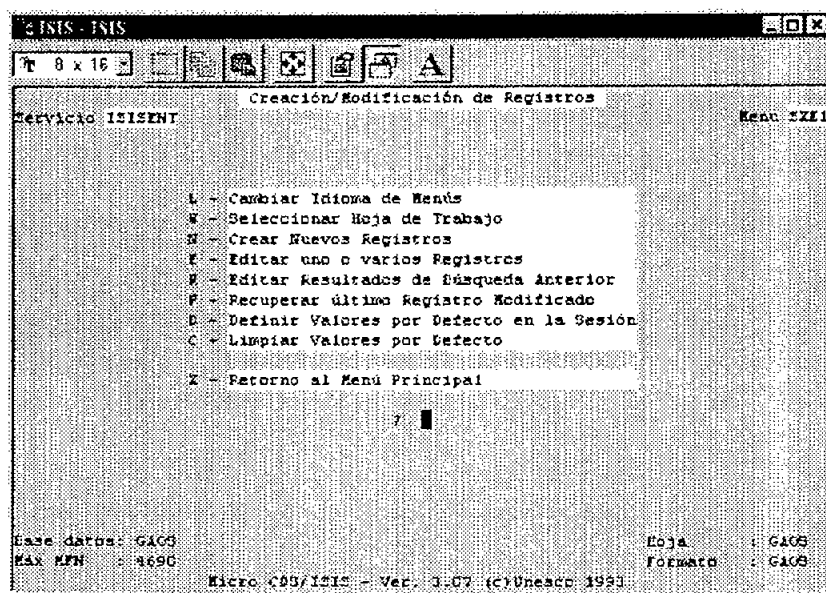 ISIS - ISIS
8 x 16 A
Creación/Modificación de Registros
Servicio ISISENT Menu
L - Cambiar Idioma de Menús
W - Seleccionar Hoja de Trabajo
N - Crear Nuevos Registros
E - Editar uno o varios Registros
R - Editar Resultados de Búsqueda Anterior
P - Recuperar último Registro Modificado
D - Definir Valores por Defecto en la Sesión
C - Limpiar Valores por Defecto
X - Retorno al Menú Principal
?
Base datos: GAOS Hoja : GAOS
Máx MFN : 4690 Formato : GAOS
Micro CDS/ISIS - Ver. 3.07 (c)Unesco 1993